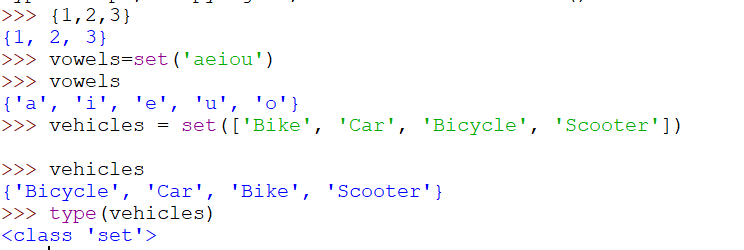 >>> {1,2,3}
{1, 2, 3}
>>> vowels=set('aeiou')
>>> vowels
{'a', 'i', 'e', 'u', 'o'}
>>> vehicles = set(['Bike', 'Car', 'Bicycle', 'Scooter'])
>>> vehicles
{'Bicycle', 'Car', 'Bike', 'Scooter'}
>>> type(vehicles)
<class 'set'>